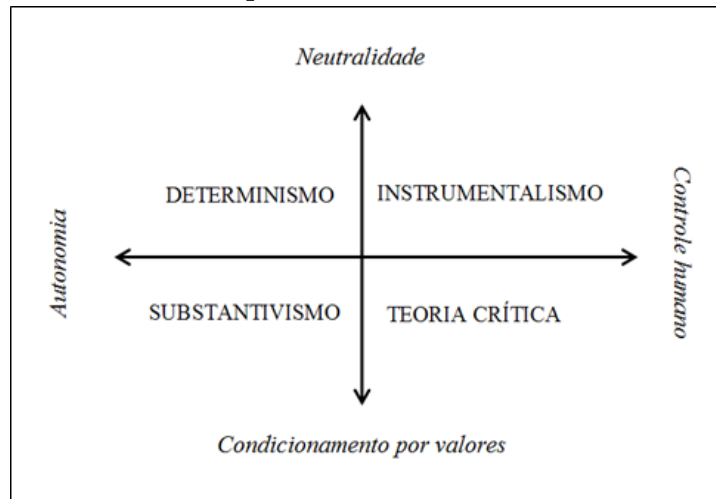 Neutralidade
DETERMINISMO
INSTRUMENTALISMO
Autonomia
Controle humano
SUBSTANTIVISMO
TEORIA CRÍTICA
Condicionamento por valores